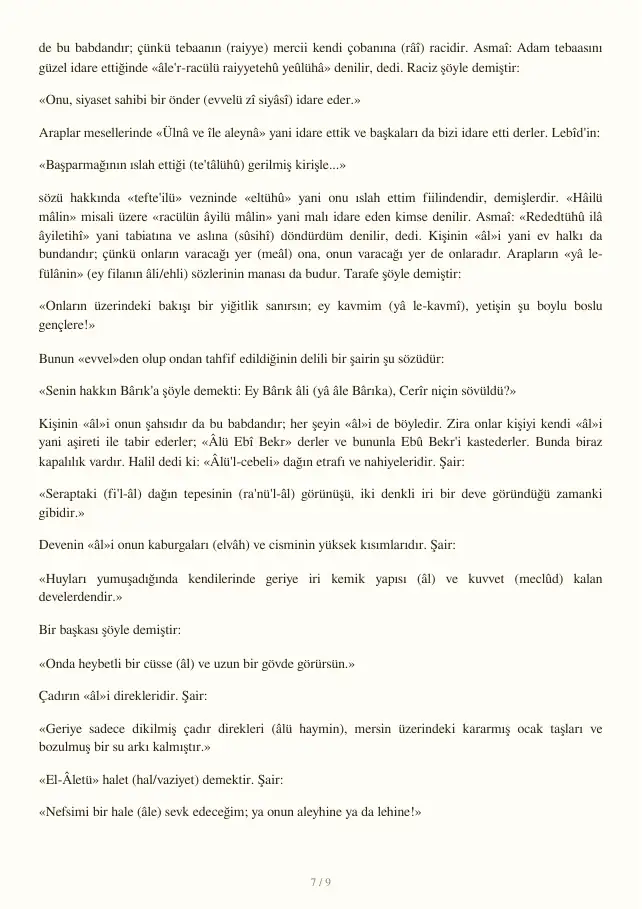 de bu babdandır; çünkü tebaanın (raiyye) mercii kendi çobanına (râî) racidir. Asmaî: Adam tebaasını
güzel idare ettiğinde «âle'r-racülü raiyyetehû yeûlühâ» denilir, dedi. Raciz şöyle demiştir:
«Onu, siyaset sahibi bir önder (evvelü zî siyâsî) idare eder.»
Araplar mesellerinde «Ülnâ ve île aleynâ» yani idare ettik ve başkaları da bizi idare etti derler. Lebîd'in:
«Başparmağının ıslah ettiği (te'tâlühû) gerilmiş kirişle...»
sözü hakkında «tefte'ilü» vezninde «eltühû» yani onu ıslah ettim fiilindendir, demişlerdir. «Hâilü
mâlin» misali üzere «racülün âyilü mâlin» yani malı idare eden kimse denilir. Asmaî: «Rededtühû ilâ
âyiletihî» yani tabiatına ve aslına (sûsihî) döndürdüm denilir, dedi. Kişinin «âl»i yani ev halkı da
bundandır; çünkü onların varacağı yer (meâl) ona, onun varacağı yer de onlaradır. Arapların «yâ le-
fülânin» (ey filanın âli/ehli) sözlerinin manası da budur. Tarafe şöyle demiştir:
«Onların üzerindeki bakışı bir yiğitlik sanırsın; ey kavmim (yâ le-kavmî), yetişin şu boylu boslu
gençlere!»
Bunun «evvel»den olup ondan tahfif edildiğinin delili bir şairin şu sözüdür:
«Senin hakkın Bârık'a şöyle demekti: Ey Bârık âli (yâ âle Bârıka), Cerîr niçin sövüldü?»
Kişinin «âl»i onun şahsıdır da bu babdandır; her şeyin «âl»i de böyledir. Zira onlar kişiyi kendi «âl»i
yani aşireti ile tabir ederler; «Âlü Ebî Bekr» derler ve bununla Ebû Bekr'i kastederler. Bunda biraz
kapalılık vardır. Halil dedi ki: «Âlü'l-cebeli» dağın etrafı ve nahiyeleridir. Şair:
«Seraptaki (fi'l-âl) dağın tepesinin (ra'nü'l-âl) görünüşü, iki denkli iri bir deve göründüğü zamanki
gibidir.»
Devenin «âl»i onun kaburgaları (elvâh) ve cisminin yüksek kısımlarıdır. Şair:
«Huyları yumuşadığında kendilerinde geriye iri kemik yapısı (âl) ve kuvvet (meclûd) kalan
develerdendir.»
Bir başkası şöyle demiştir:
«Onda heybetli bir cüsse (âl) ve uzun bir gövde görürsün.»
Çadırın «âl»i direkleridir. Şair:
«Geriye sadece dikilmiş çadır direkleri (âlü haymin), mersin üzerindeki kararmış ocak taşları ve
bozulmuş bir su arkı kalmıştır.»
«El-Âletü» halet (hal/vaziyet) demektir. Şair:
«Nefsimi bir hale (âle) sevk edeceğim; ya onun aleyhine ya da lehine!»
7 / 9